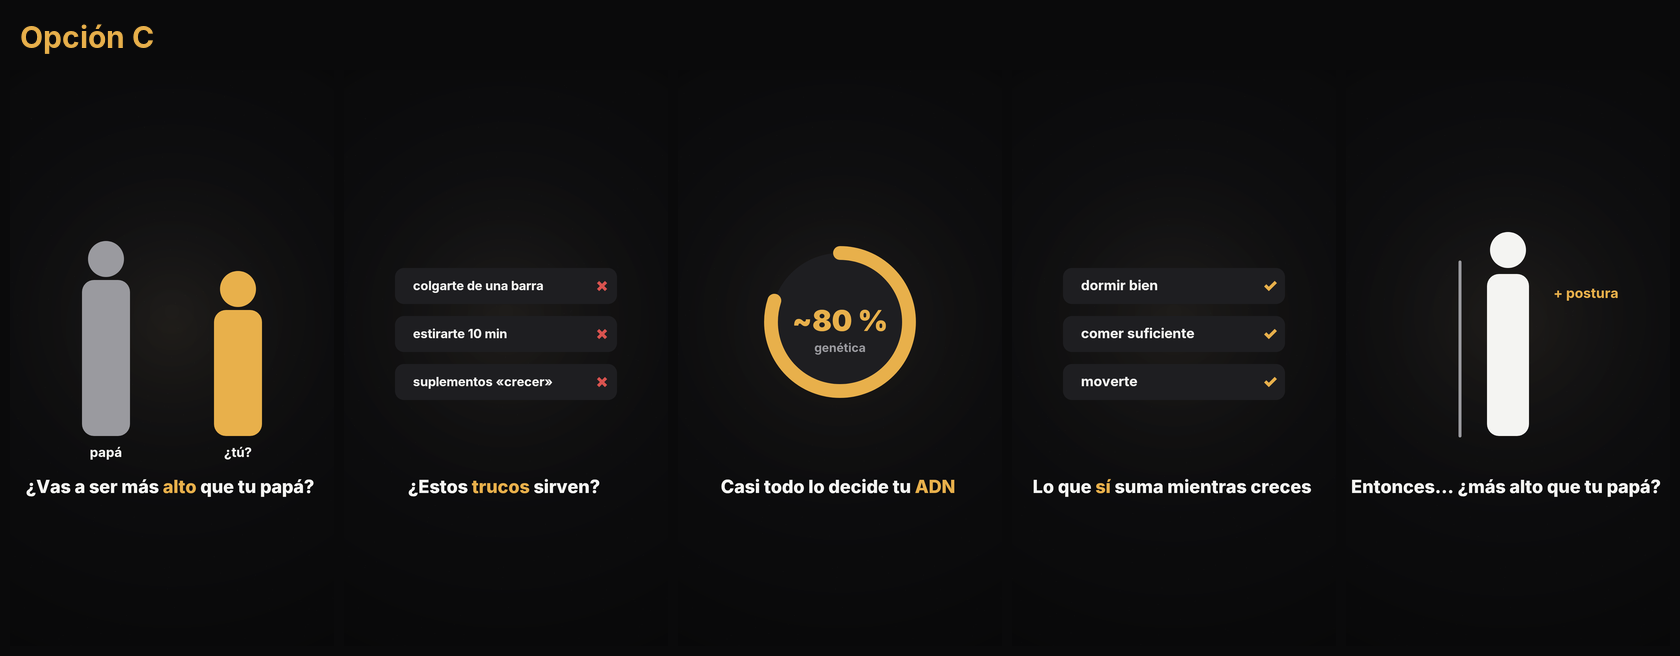 Opción C
papá
¿tú?
¿Vas a ser más alto que tu papá?
colgarte de una barra ✖
estirarte 10 min ✖
suplementos «crecer» ✖
¿Estos trucos sirven?
~80 %
genética
Casi todo lo decide tu ADN
dormir bien ✔
comer suficiente ✔
moverte ✔
Lo que sí suma mientras creces
+ postura
Entonces... ¿más alto que tu papá?